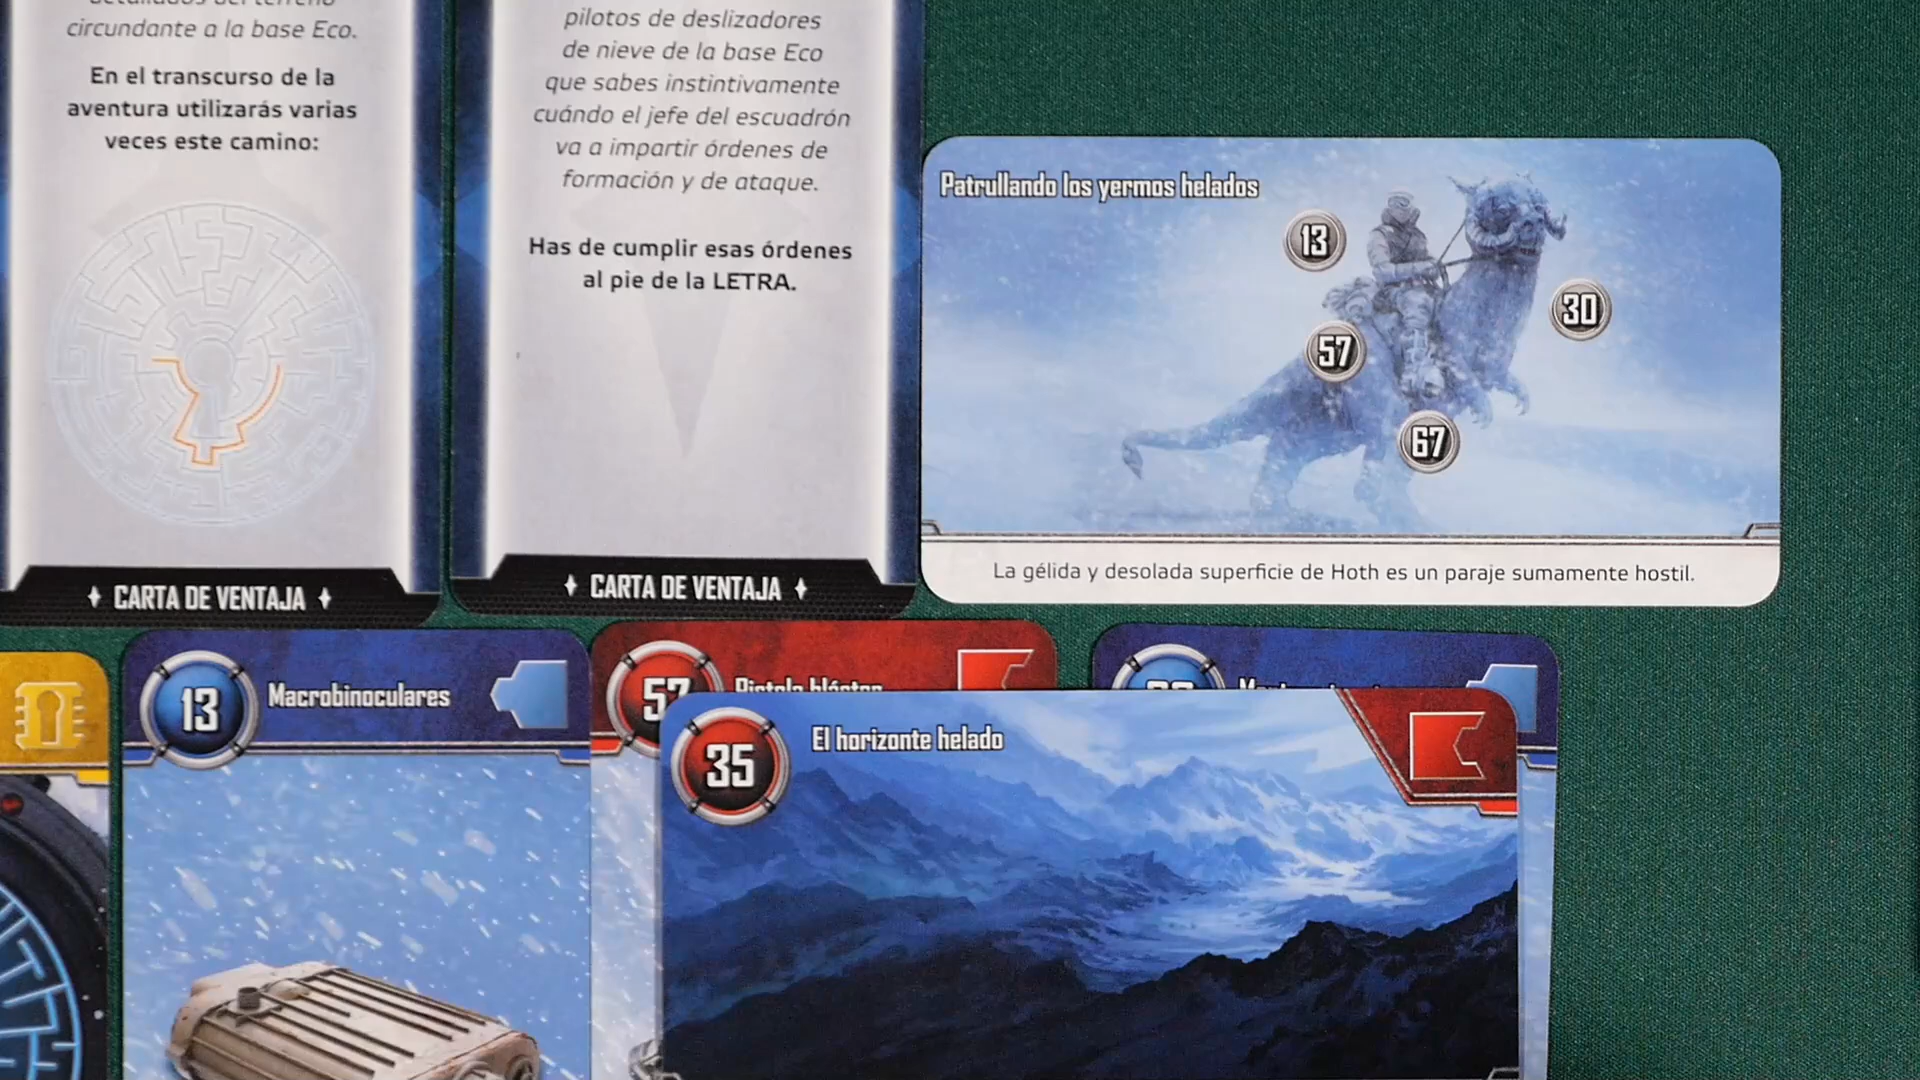 circundante a la base Eco.
En el transcurso de la
aventura utilizarás varias
veces este camino:
CARTA DE VENTAJA
pilotos de deslizadores
de nieve de la base Eco
que sabes instintivamente
cuándo el jefe del escuadrón
va a impartir órdenes de
formación y de ataque.
Has de cumplir esas órdenes
al pie de la LETRA.
CARTA DE VENTAJA
Patrullando los yermos helados
13
30
57
67
La gélida y desolada superficie de Hoth es un paraje sumamente hostil.
13 Macrobinoculares
57 Pistola bláster
35 El horizonte helado